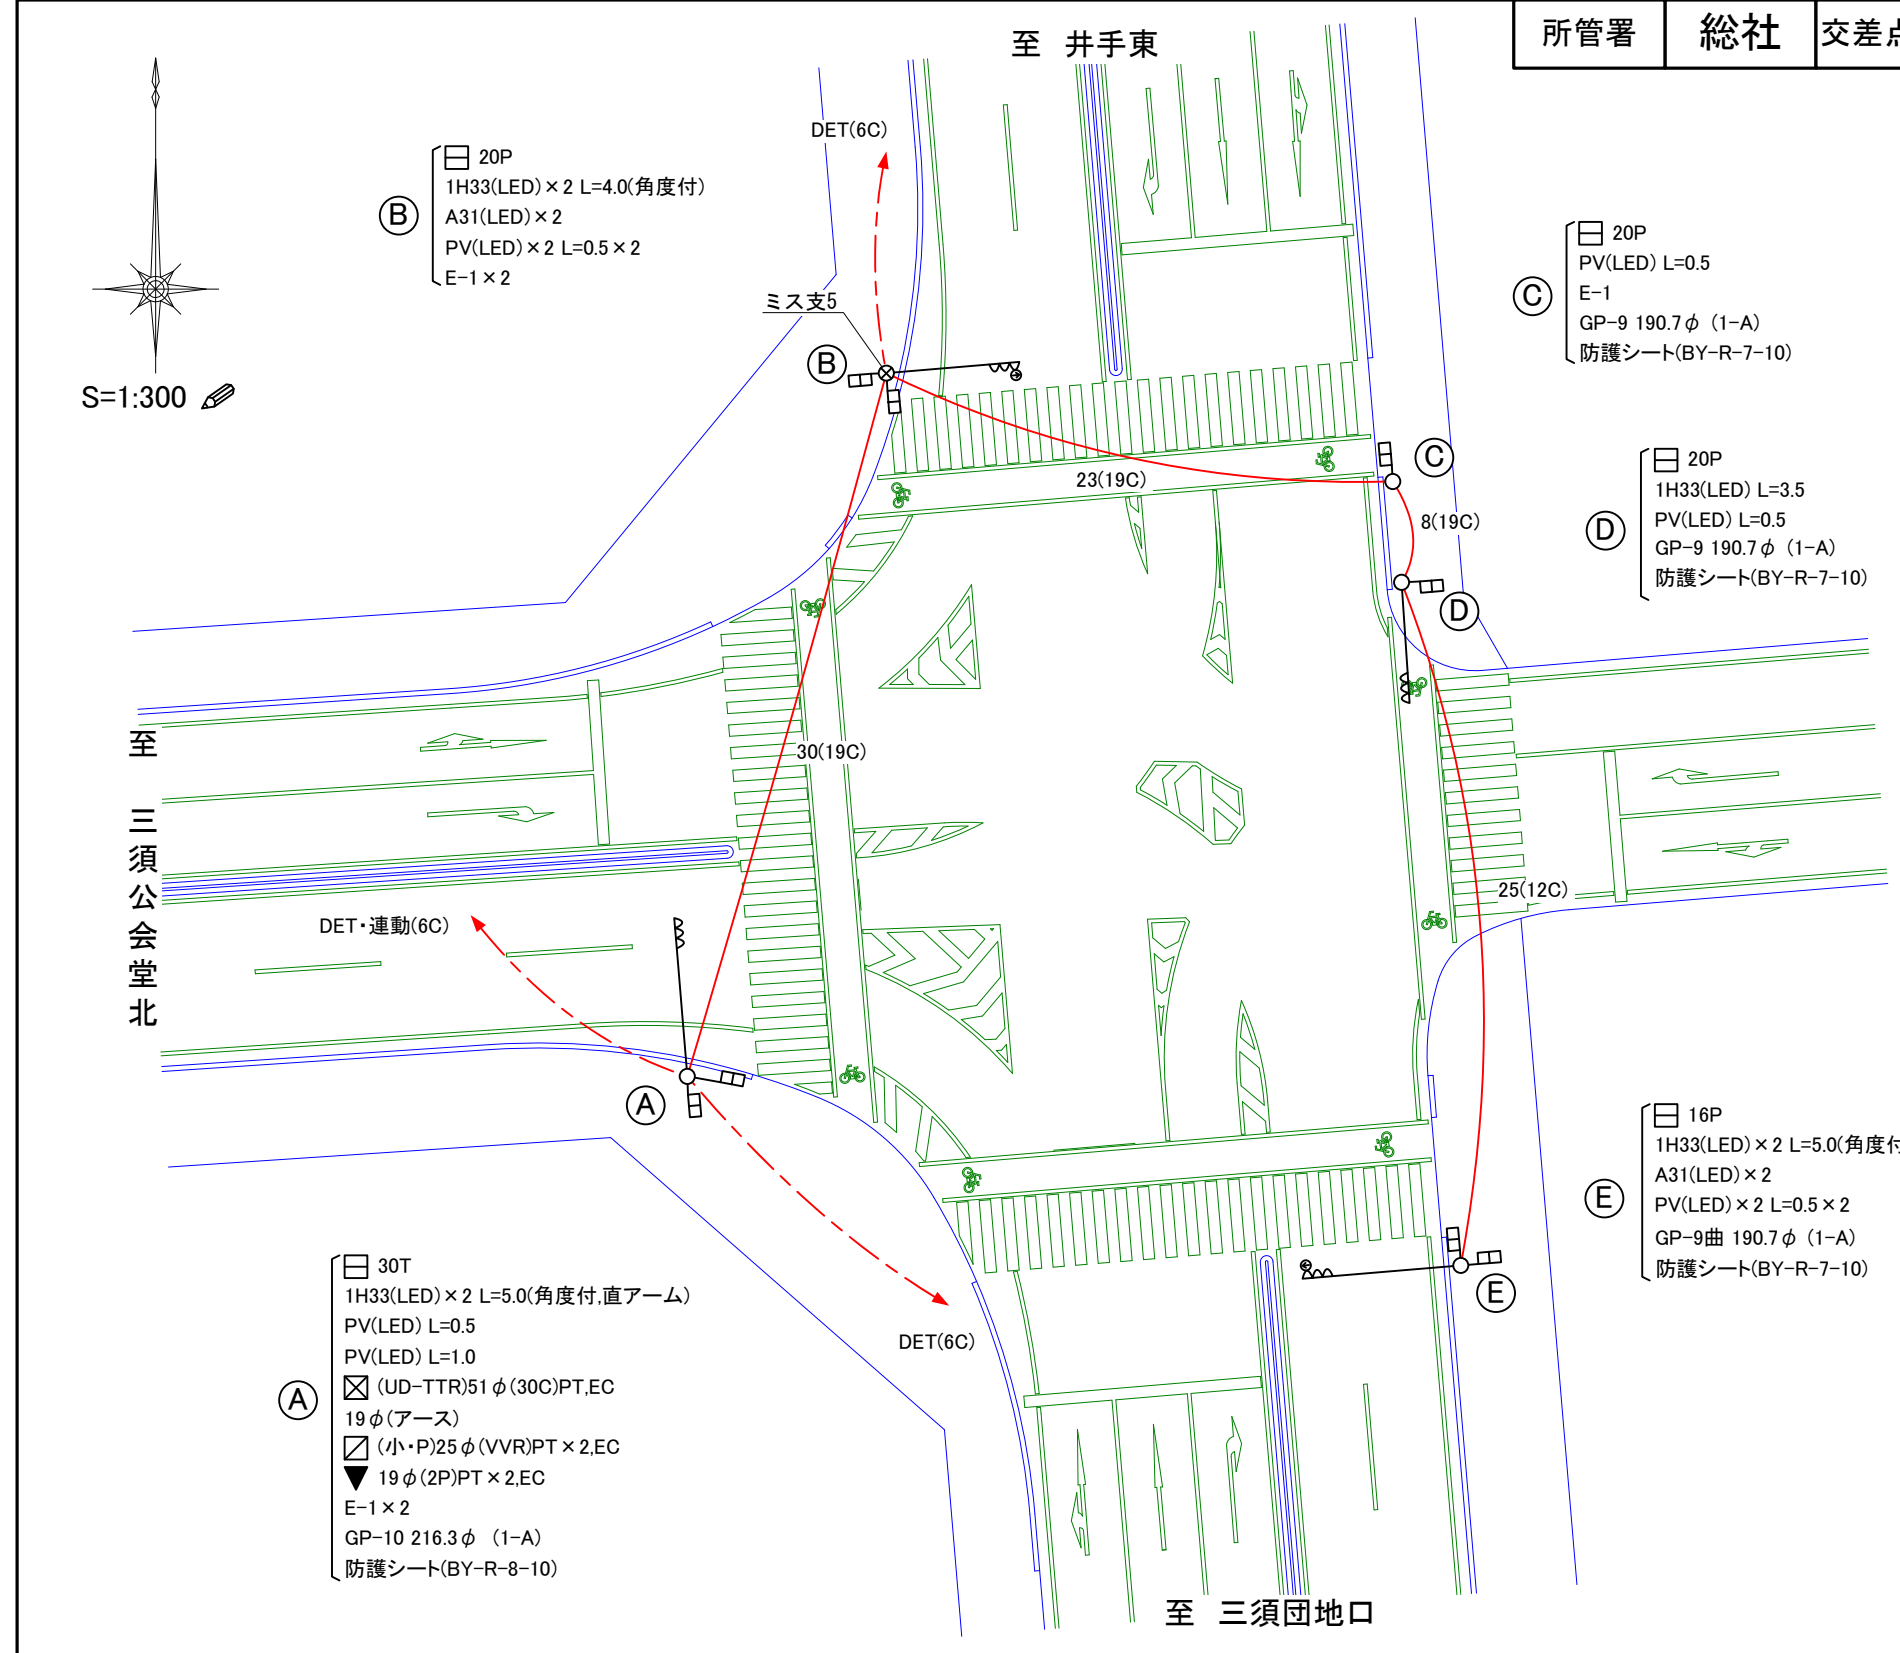 所管署 総社 交差点
至 井手東
DET(6C)
Ⓑ
20P
1H33(LED)×2 L=4.0(角度付)
A31(LED)×2
PV(LED)×2 L=0.5×2
E-1×2
ミス支5
Ⓑ
S=1:300
Ⓒ
20P
PV(LED) L=0.5
E-1
GP-9 190.7φ (1-A)
防護シート(BY-R-7-10)
Ⓒ
23(19C)
8(19C)
Ⓓ
20P
1H33(LED) L=3.5
PV(LED) L=0.5
GP-9 190.7φ (1-A)
防護シート(BY-R-7-10)
Ⓓ
30(19C)
至 三須公会堂北
25(12C)
DET・連動(6C)
Ⓐ
Ⓔ
16P
1H33(LED)×2 L=5.0(角度付
A31(LED)×2
PV(LED)×2 L=0.5×2
GP-9曲 190.7φ (1-A)
防護シート(BY-R-7-10)
Ⓔ
DET(6C)
Ⓐ
30T
1H33(LED)×2 L=5.0(角度付,直アーム)
PV(LED) L=0.5
PV(LED) L=1.0
(UD-TTR)51φ(30C)PT,EC
19φ(アース)
(小・P)25φ(VVR)PT×2,EC
19φ(2P)PT×2,EC
E-1×2
GP-10 216.3φ (1-A)
防護シート(BY-R-8-10)
至 三須団地口